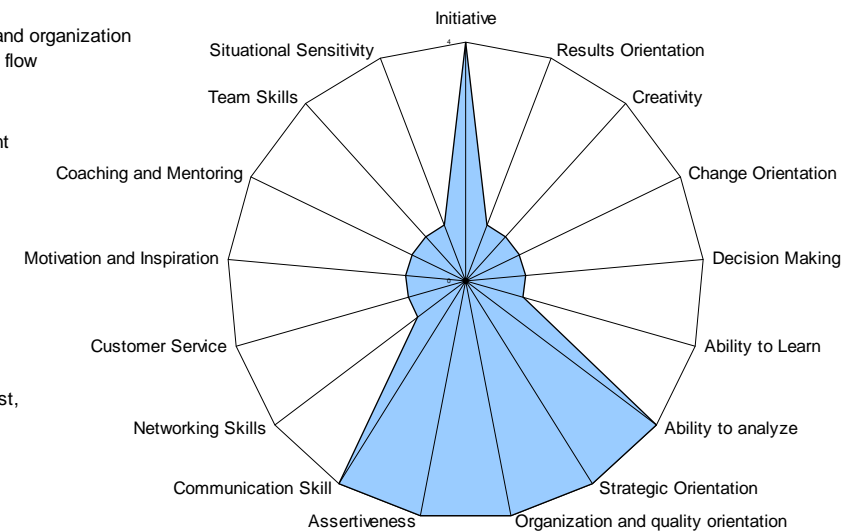 and organization
flow
nt
st,
Initiative
4
Situational Sensitivity
Results Orientation
Team Skills
Creativity
Coaching and Mentoring
Change Orientation
Motivation and Inspiration
Decision Making
0
Customer Service
Ability to Learn
Networking Skills
Ability to analyze
Communication Skill
Strategic Orientation
Assertiveness
Organization and quality orientation